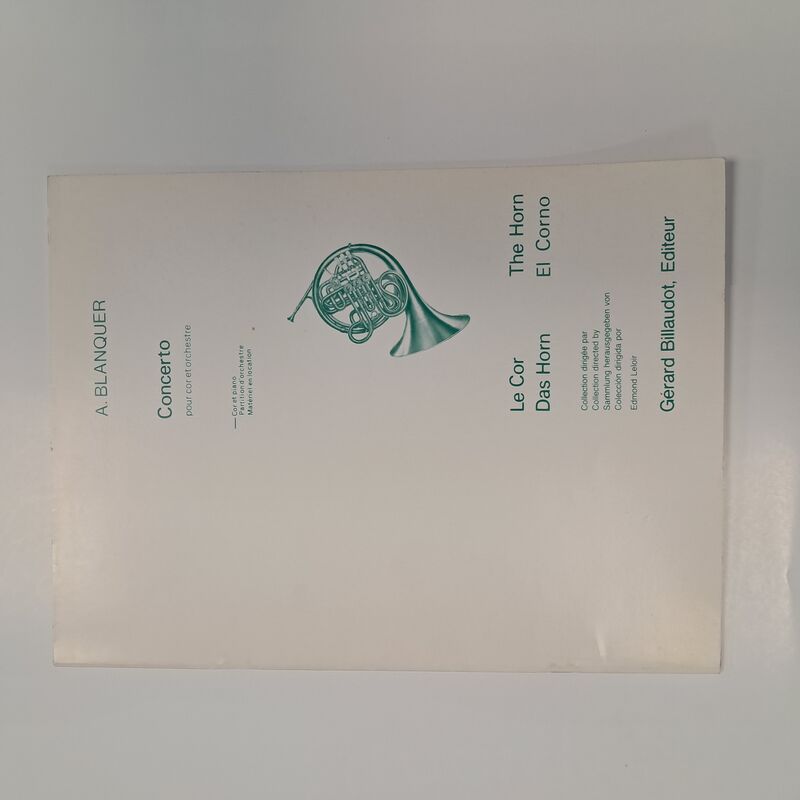 A. BLANQUER
Concerto
pour cor et orchestre
— Cor et piano
Partition d'orchestre
Matériel en location
Le Cor The Horn
Das Horn El Corno
Collection dirigée par
Collection directed by
Sammlung herausgegeben von
Colección dirigida por
Edmond Leloir
Gérard Billaudot, Editeur